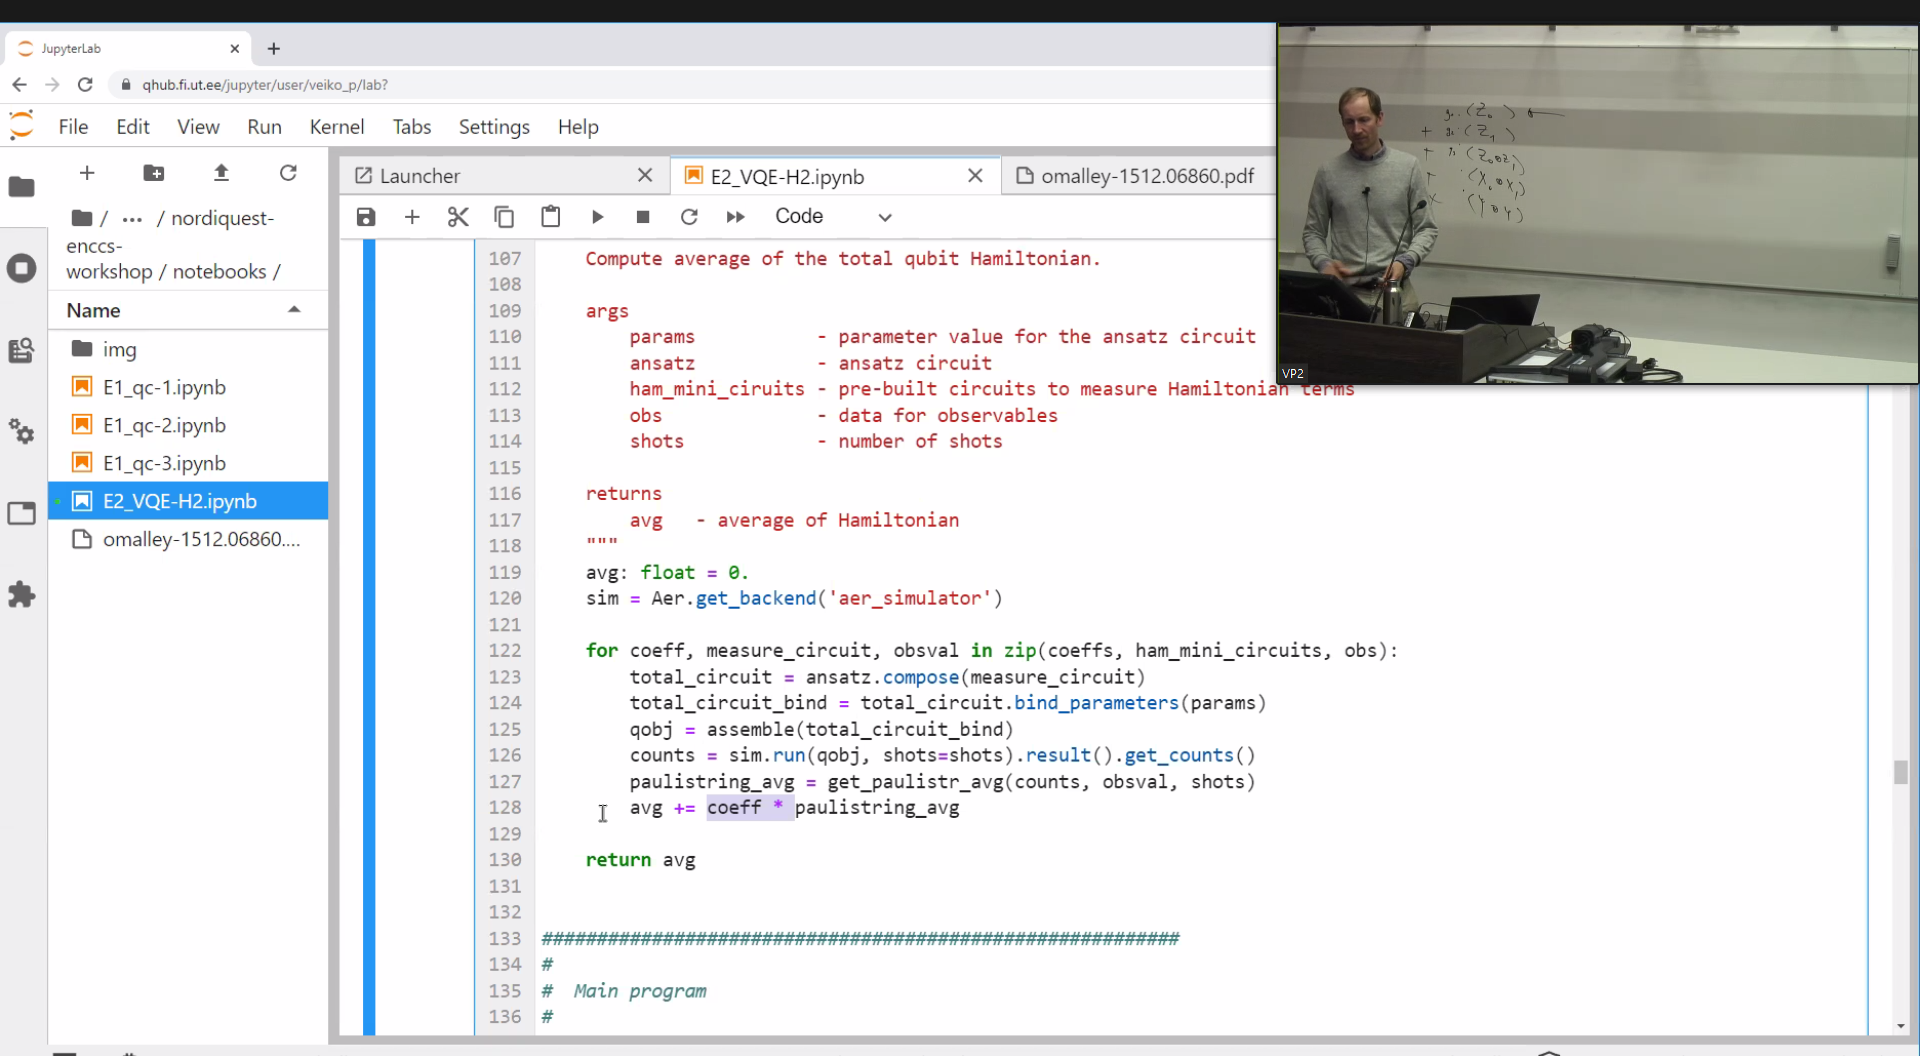 JupyterLab
qhub.fi.ut.ee/jupyter/user/veiko_p/lab?
File Edit View Run Kernel Tabs Settings Help
Launcher
E2_VQE-H2.ipynb
omalley-1512.06860.pdf
Code
/ ... / nordiquest-
enccs-
workshop / notebooks /
Name
img
E1_qc-1.ipynb
E1_qc-2.ipynb
E1_qc-3.ipynb
E2_VQE-H2.ipynb
omalley-1512.06860....
107 Compute average of the total qubit Hamiltonian.
108
109 args
110 params - parameter value for the ansatz circuit
111 ansatz - ansatz circuit
112 ham_mini_ciruits - pre-built circuits to measure Hamiltonian terms
113 obs - data for observables
114 shots - number of shots
115
116 returns
117 avg - average of Hamiltonian
118 """
119 avg: float = 0.
120 sim = Aer.get_backend('aer_simulator')
121
122 for coeff, measure_circuit, obsval in zip(coeffs, ham_mini_circuits, obs):
123 total_circuit = ansatz.compose(measure_circuit)
124 total_circuit_bind = total_circuit.bind_parameters(params)
125 qobj = assemble(total_circuit_bind)
126 counts = sim.run(qobj, shots=shots).result().get_counts()
127 paulistring_avg = get_paulistr_avg(counts, obsval, shots)
128 avg += coeff * paulistring_avg
129
130 return avg
131
132
133 ##########################################################
134 #
135 # Main program
136 #
VP2